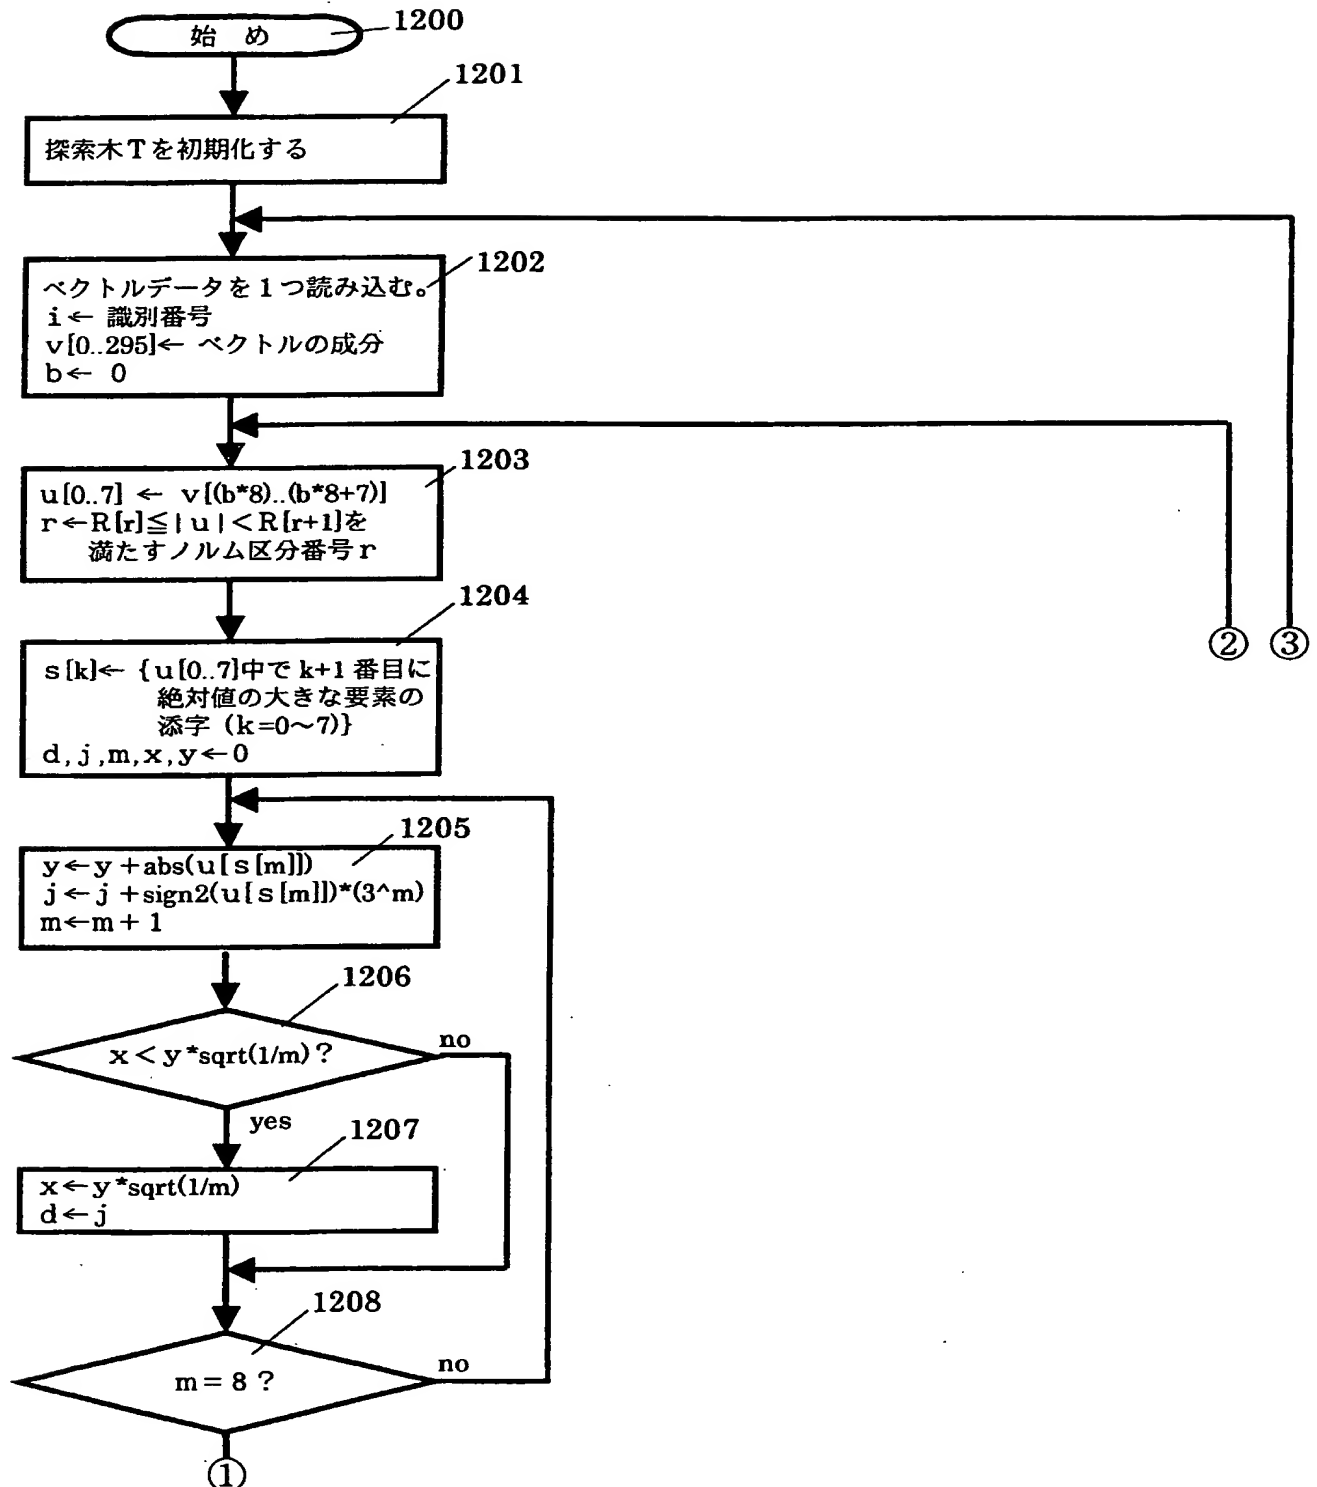 始 め
1200
1201
探索木Tを初期化する
1202
ベクトルデータを1つ読み込む。
i← 識別番号
v[0..295]← ベクトルの成分
b← 0
1203
u[0..7] ← v[(b*8)..(b*8+7)]
r←R[r]≦|u|<R[r+1]を
満たすノルム区分番号r
1204
s[k]← {u[0..7]中でk+1番目に
絶対値の大きな要素の
添字 (k=0~7)}
d,j,m,x,y←0
② ③
1205
y←y+abs(u[s[m]])
j←j+sign2(u[s[m]])*(3^m)
m←m+1
1206
x<y*sqrt(1/m)?
no
yes
1207
x←y*sqrt(1/m)
d←j
1208
m=8?
no
①